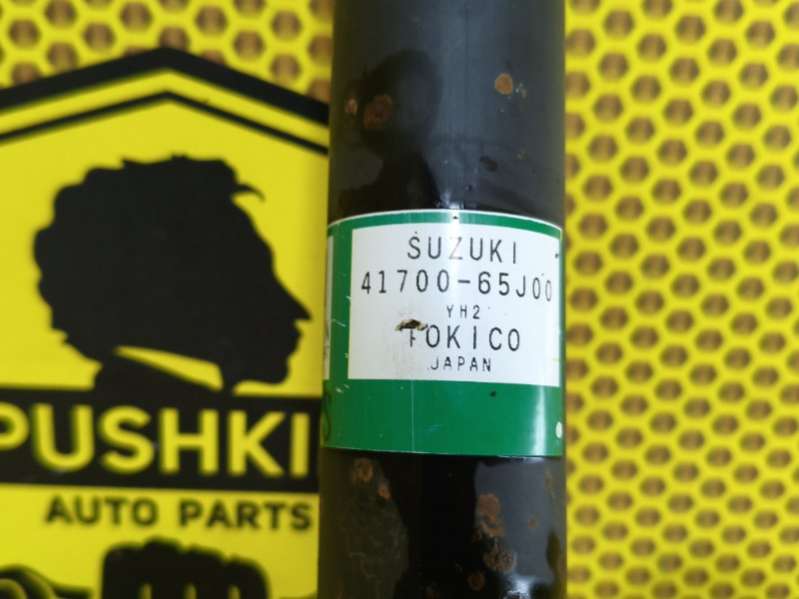 SUZUKI
41700-65J00
YH2
TOKICO
JAPAN
PUSHKI
AUTO PARTS